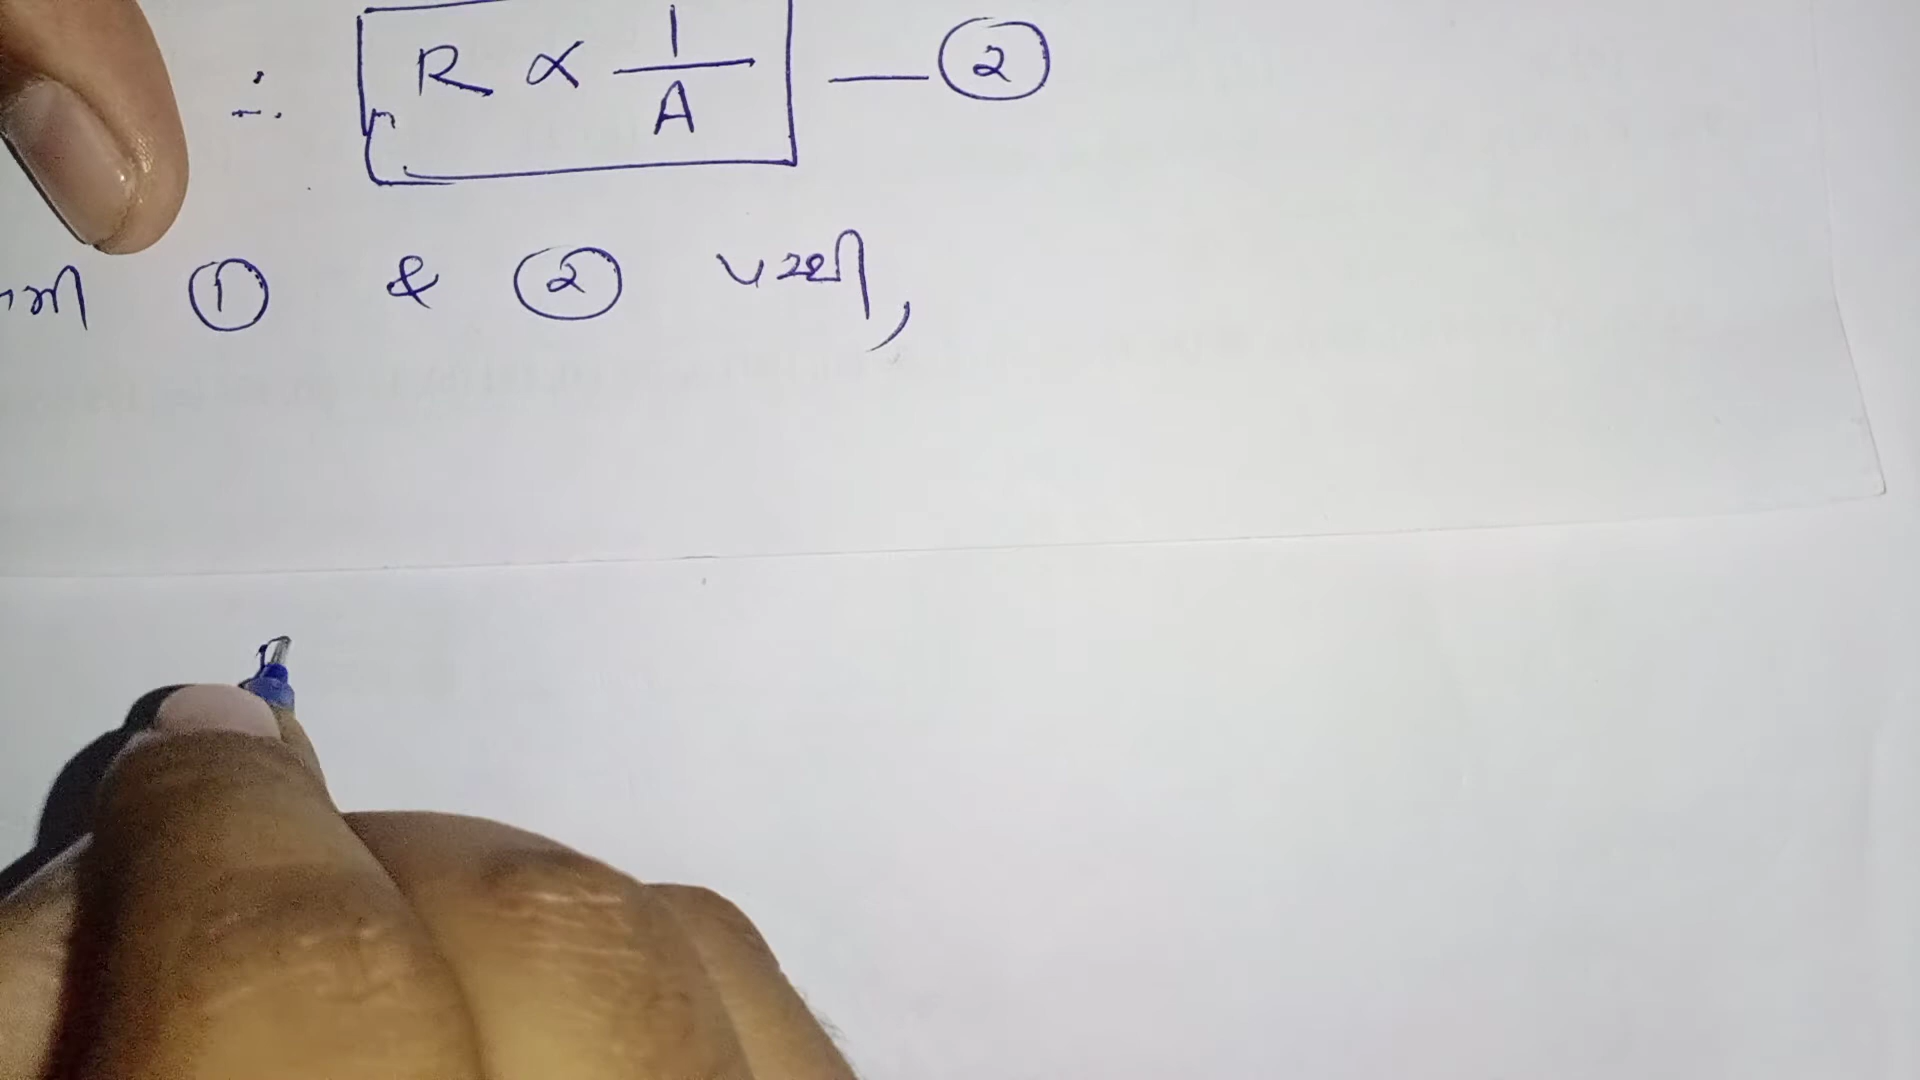 ∴ R ∝ 1/A — ②
① & ② પરથી,